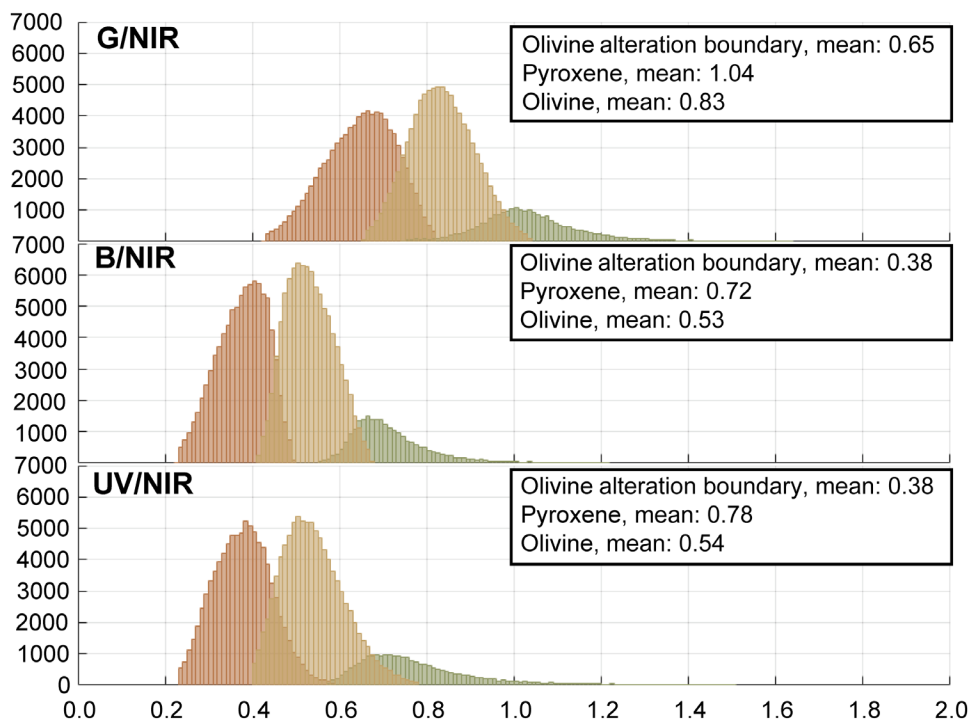 7000
G/NIR
6000
5000
4000
3000
2000
1000
Olivine alteration boundary, mean: 0.65
Pyroxene, mean: 1.04
Olivine, mean: 0.83
7000
7000
B/NIR
6000
5000
4000
3000
2000
1000
Olivine alteration boundary, mean: 0.38
Pyroxene, mean: 0.72
Olivine, mean: 0.53
7000
7000
UV/NIR
6000
5000
4000
3000
2000
1000
0
Olivine alteration boundary, mean: 0.38
Pyroxene, mean: 0.78
Olivine, mean: 0.54
0.0 0.2 0.4 0.6 0.8 1.0 1.2 1.4 1.6 1.8 2.0